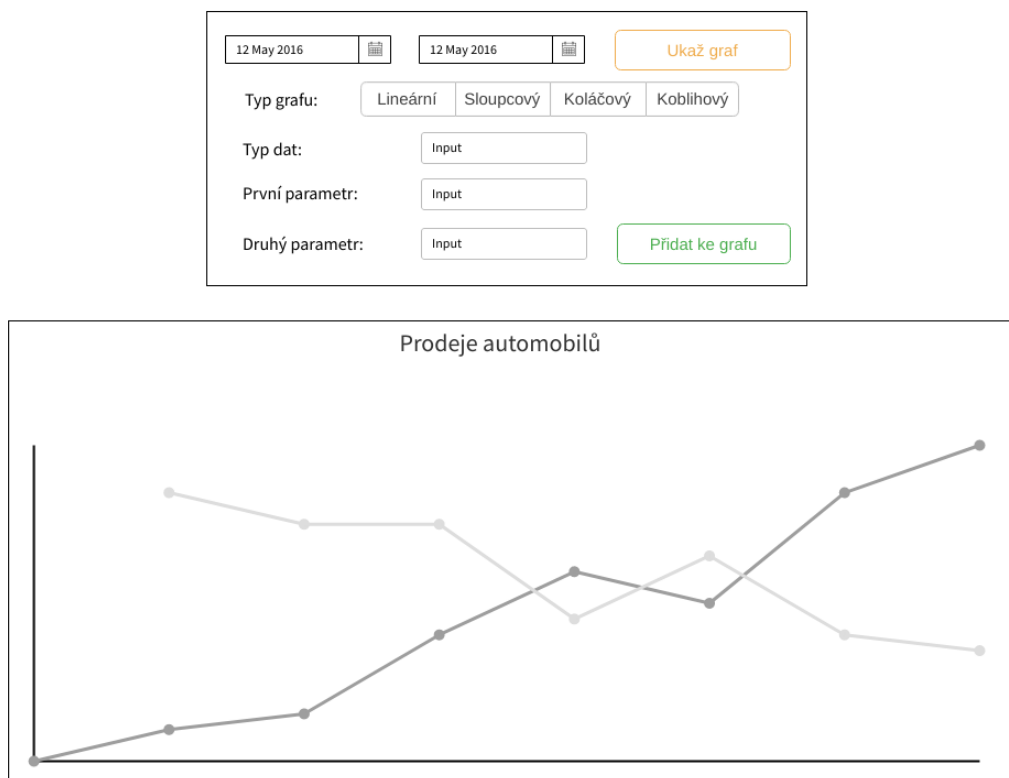 12 May 2016 12 May 2016 Ukaž graf
Typ grafu: Lineární Sloupcový Koláčový Koblihový
Typ dat: Input
První parametr: Input
Druhý parametr: Input Přidat ke grafu
Prodeje automobilů